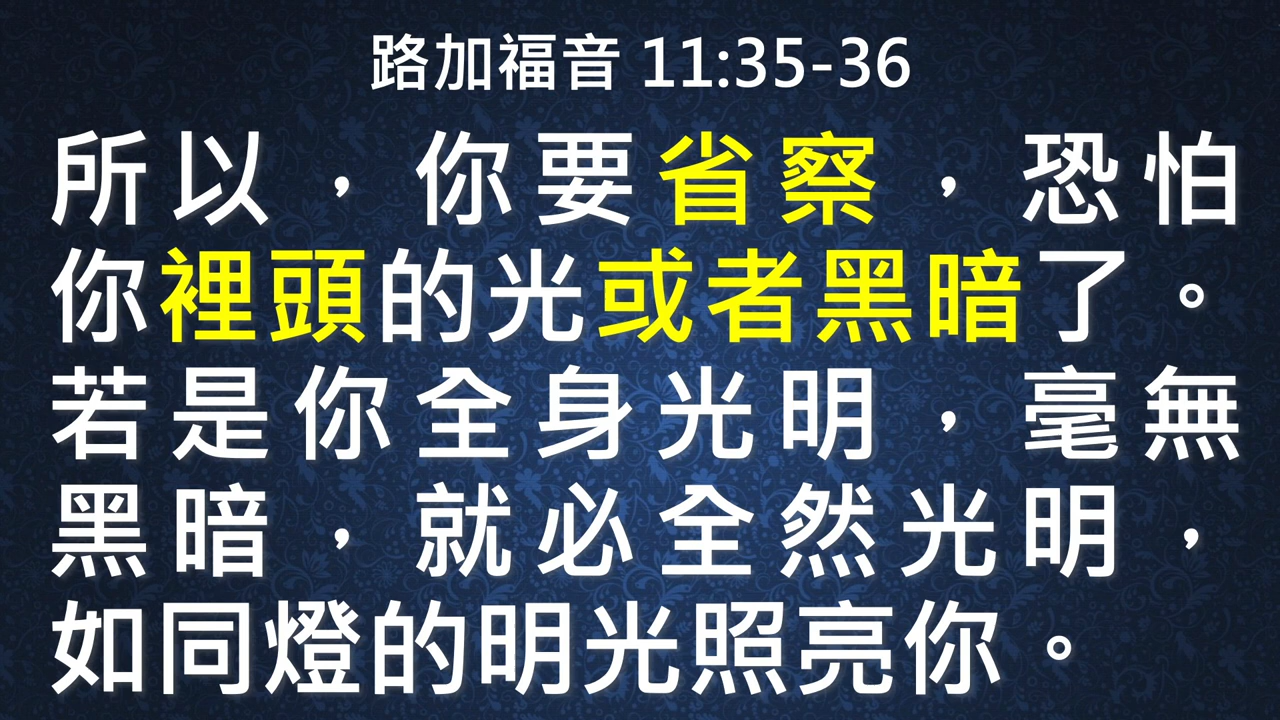 路加福音 11:35-36
所以，你要省察，恐怕
你裡頭的光或者黑暗了。
若是你全身光明，毫無
黑暗，就必全然光明，
如同燈的明光照亮你。